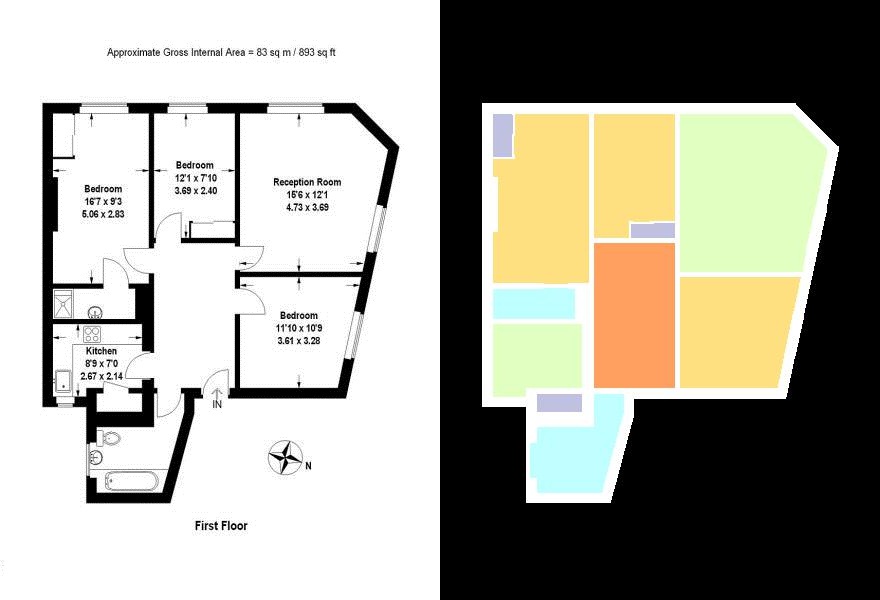 Approximate Gross Internal Area = 83 sq m / 893 sq ft
Bedroom
12'1 x 7'10
3.69 x 2.40
Bedroom
16'7 x 9'3
5.06 x 2.83
Reception Room
15'6 x 12'1
4.73 x 3.69
Bedroom
11'10 x 10'9
3.61 x 3.28
Kitchen
8'9 x 7'0
2.67 x 2.14
IN
N
First Floor